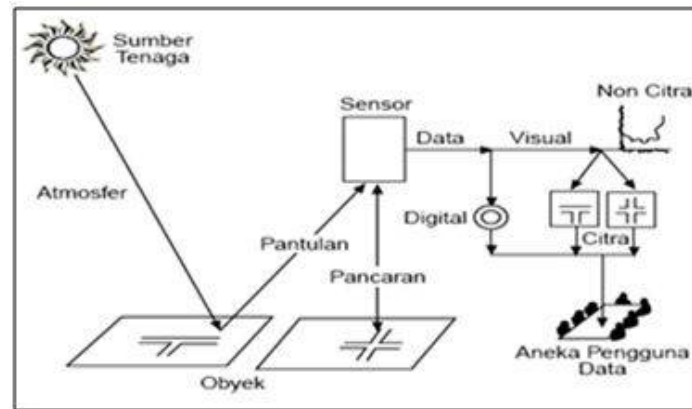 Sumber
Tenaga
Non Citra
Sensor
Data
Visual
Atmosfer
Digital
Citra
Pantulan
Pancaran
Obyek
Aneka Pengguna
Data